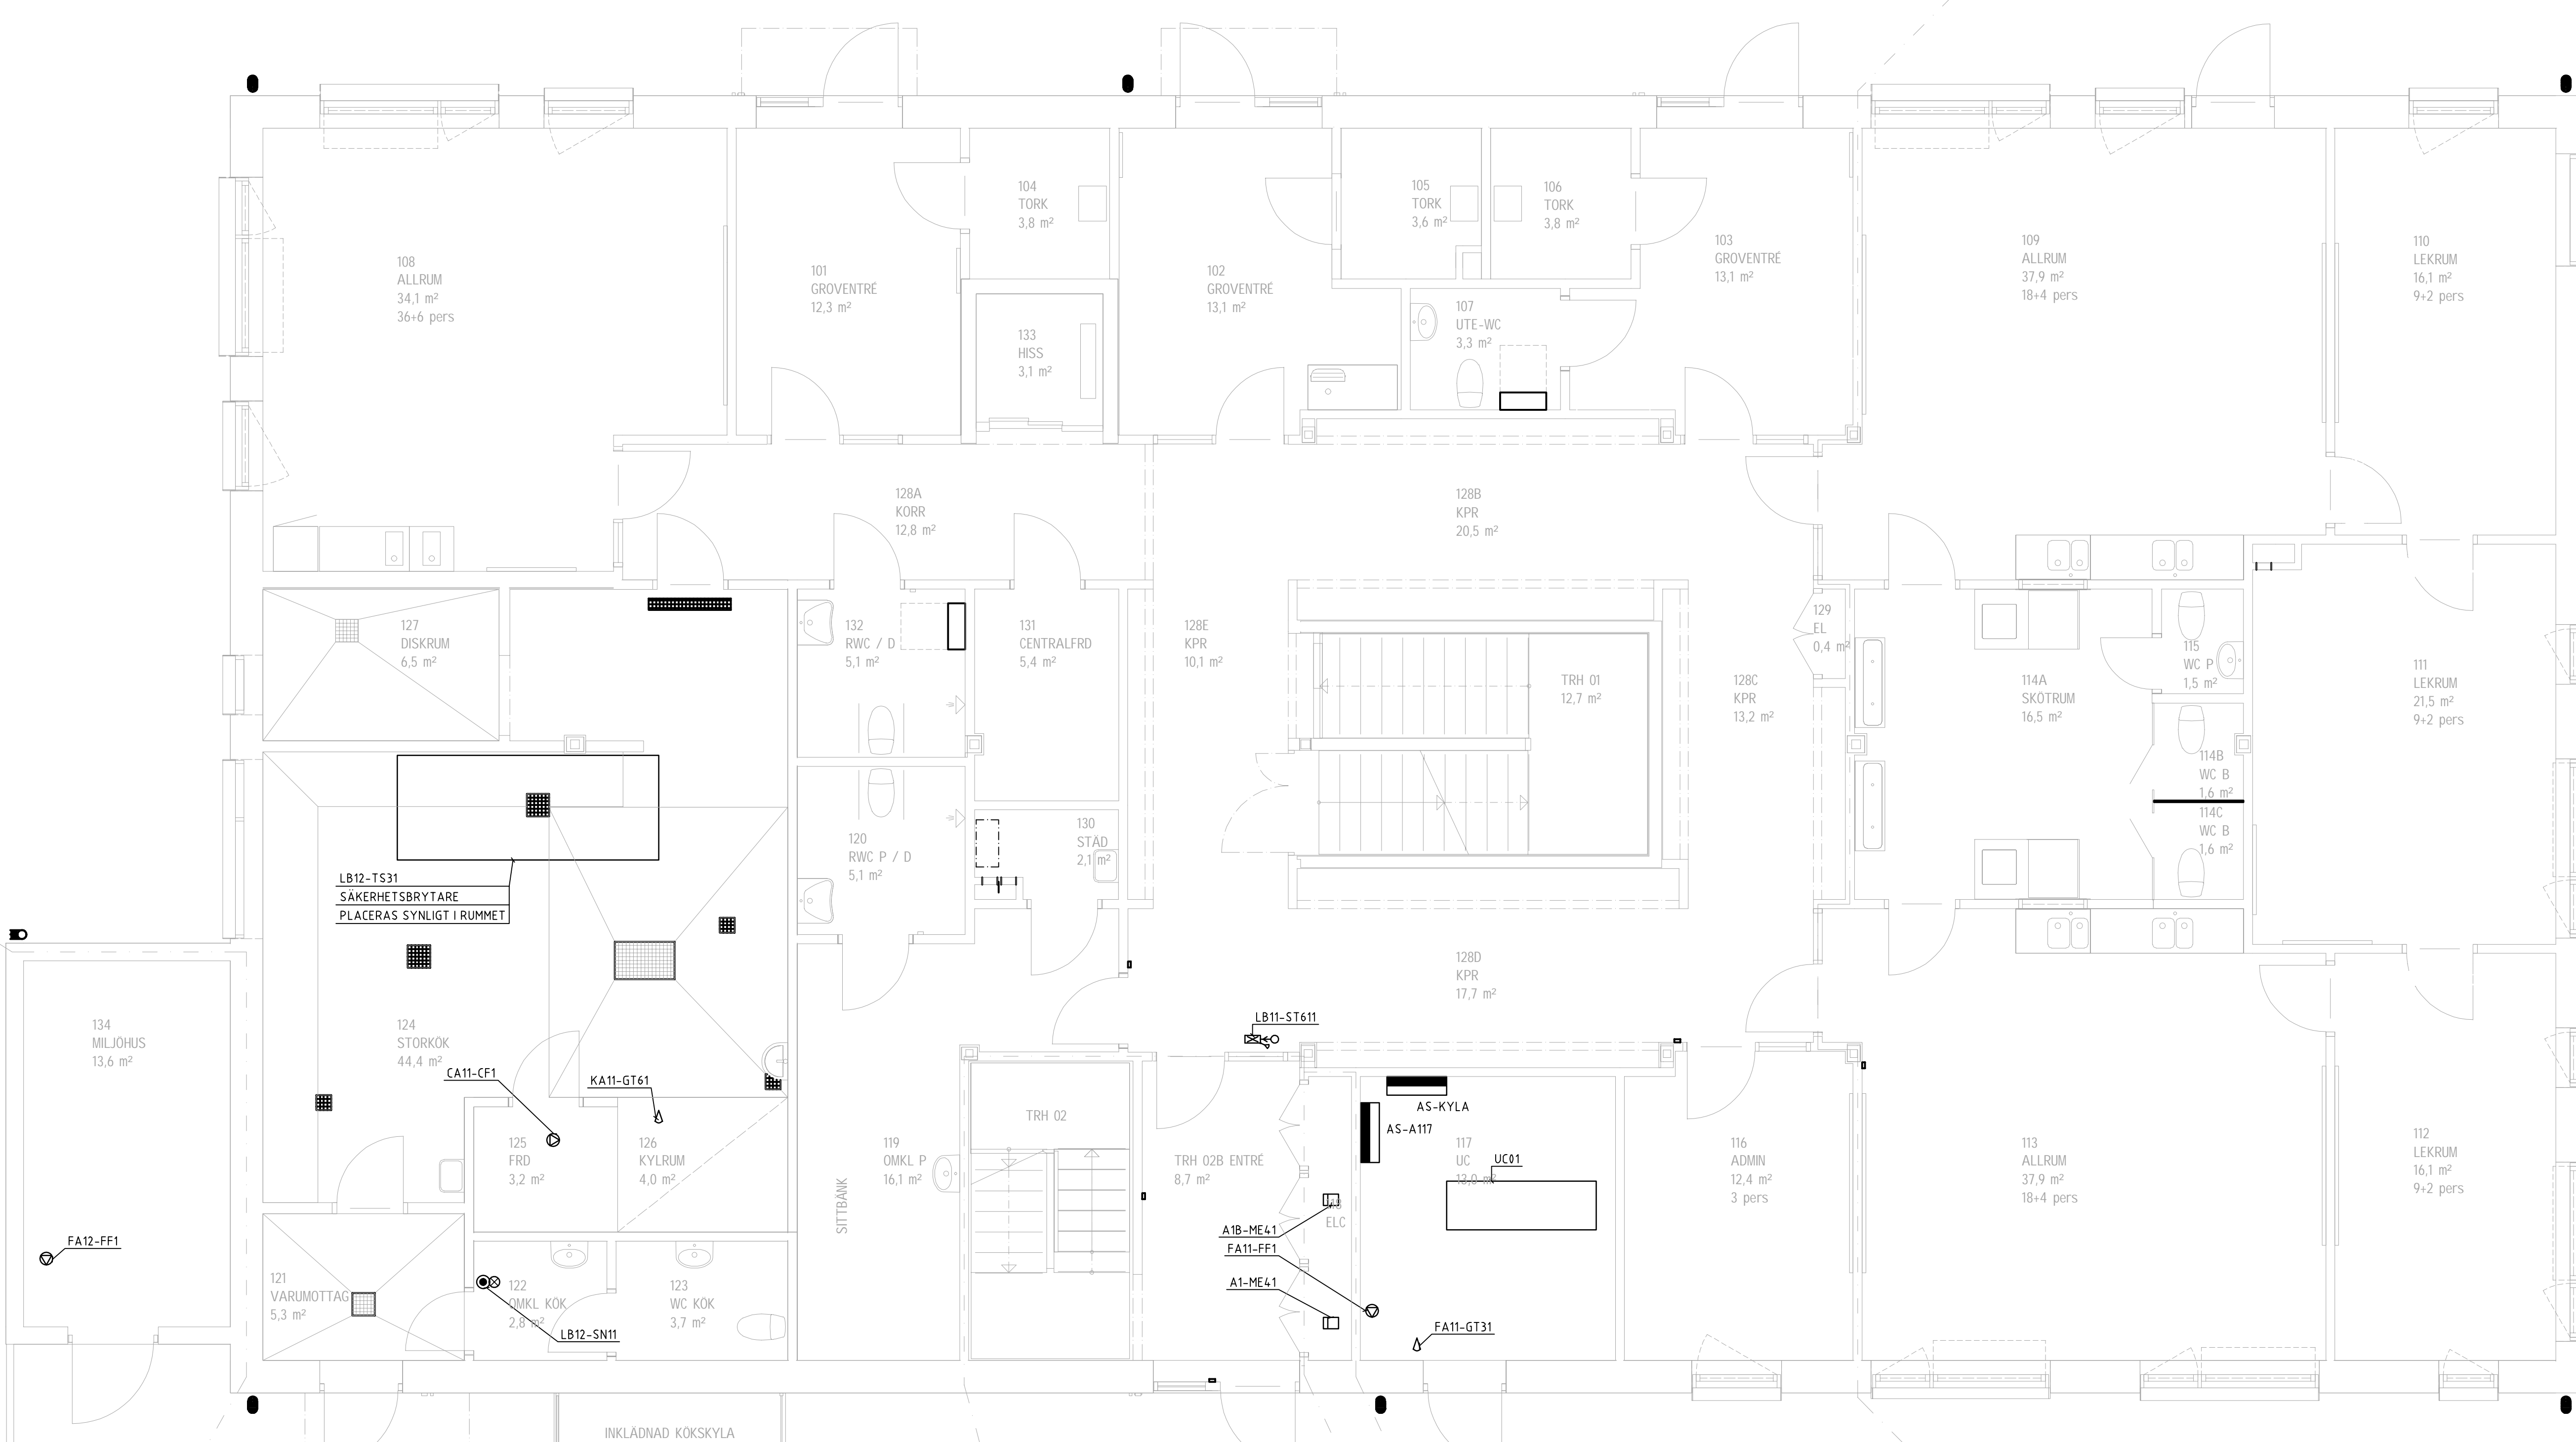 104
TORK
3,8 m²
105
TORK
3,6 m²
106
TORK
3,8 m²
108
ALLRUM
34,1 m²
36+6 pers
101
GROVENTRÉ
12,3 m²
102
GROVENTRÉ
13,1 m²
103
GROVENTRÉ
13,1 m²
109
ALLRUM
37,9 m²
18+4 pers
110
LEKRUM
16,1 m²
9+2 pers
107
UTE-WC
3,3 m²
133
HISS
3,1 m²
128A
KORR
12,8 m²
128B
KPR
20,5 m²
127
DISKRUM
6,5 m²
132
RWC / D
5,1 m²
131
CENTRALFRD
5,4 m²
128E
KPR
10,1 m²
TRH 01
12,7 m²
128C
KPR
13,2 m²
129
EL
0,4 m²
114A
SKÖTRUM
16,5 m²
115
WC P
1,5 m²
111
LEKRUM
21,5 m²
9+2 pers
114B
WC B
1,6 m²
114C
WC B
1,6 m²
120
RWC P / D
5,1 m²
130
STÄD
2,1 m²
LB12-TS31
SÄKERHETSBRYTARE
PLACERAS SYNLIGT I RUMMET
128D
KPR
17,7 m²
LB11-ST611
134
MILJÖHUS
13,6 m²
124
STORKÖK
44,4 m²
CA11-CF1
KA11-GT61
125
FRD
3,2 m²
126
KYLRUM
4,0 m²
119
OMKL P
16,1 m²
SITTBÄNK
TRH 02
TRH 02B ENTRÉ
8,7 m²
AS-KYLA
AS-A117
117
UC
13,0 m²
UC01
118
ELC
A1B-ME41
FA11-FF1
A1-ME41
FA11-GT31
116
ADMIN
12,4 m²
3 pers
113
ALLRUM
37,9 m²
18+4 pers
112
LEKRUM
16,1 m²
9+2 pers
FA12-FF1
121
VARUMOTTAG
5,3 m²
122
OMKL KÖK
2,8 m²
123
WC KÖK
3,7 m²
LB12-SN11
INKLÄDNAD KÖKSKYLA